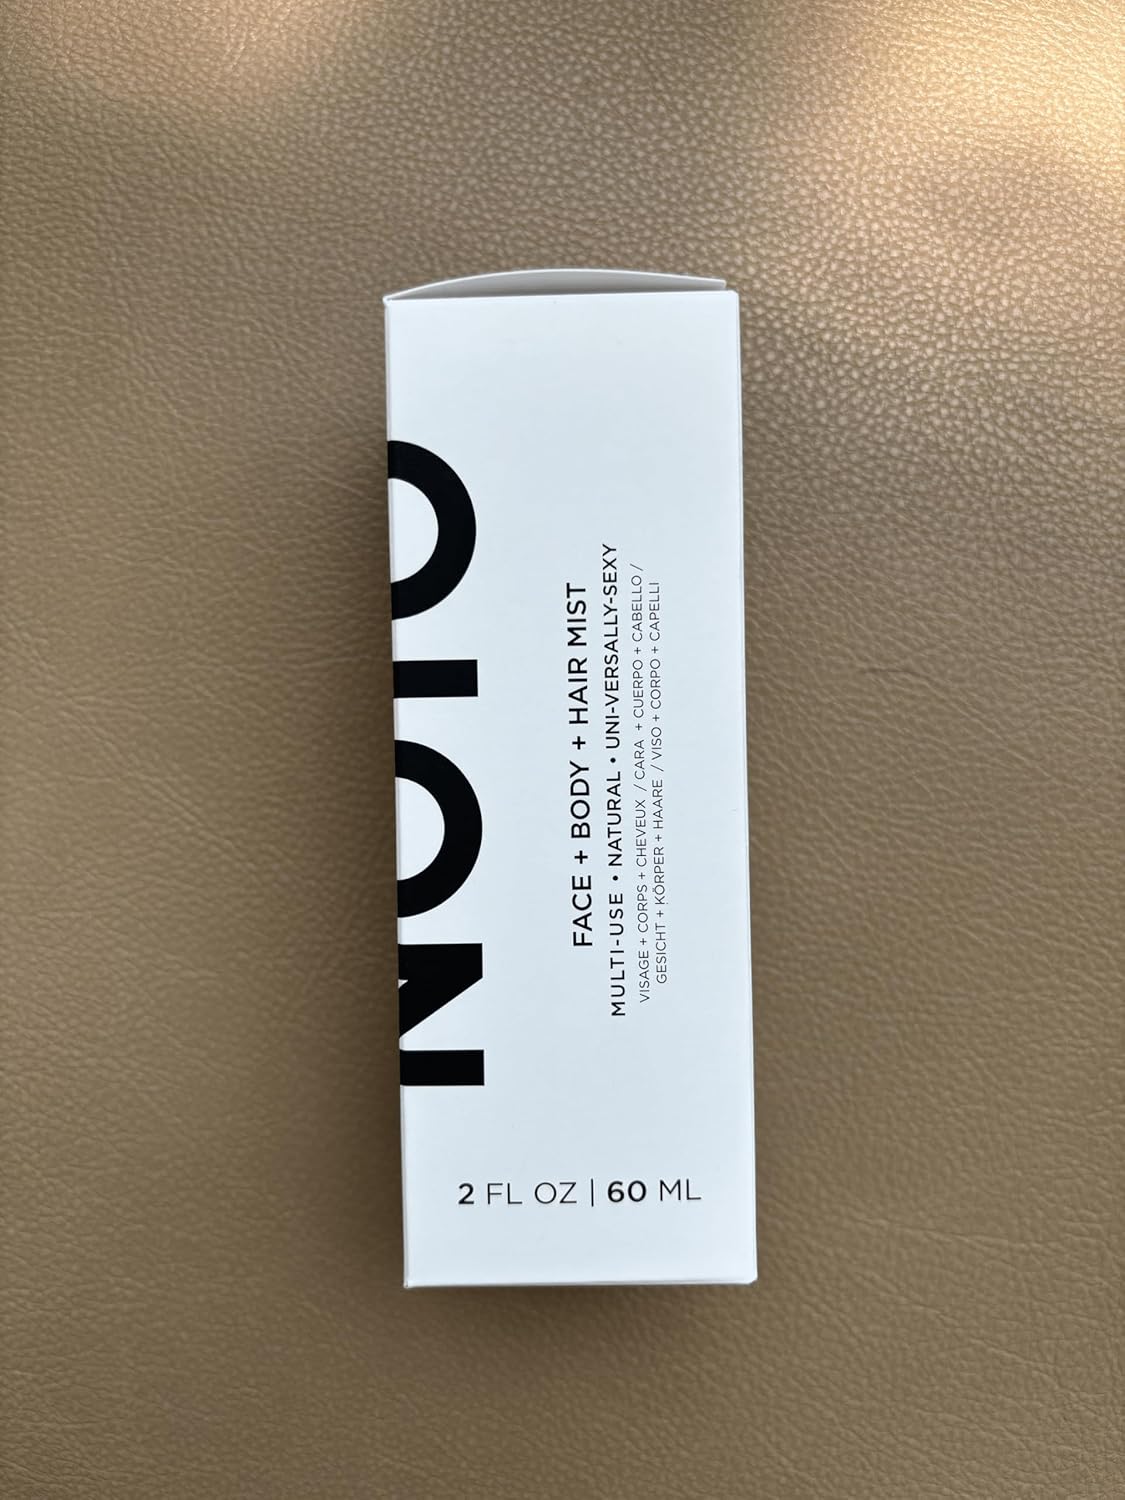 NOTO
FACE + BODY + HAIR MIST
MULTI-USE • NATURAL • UNI-VERSALLY-SEXY
VISAGE + CORPS + CHEVEUX / CARA + CUERPO + CABELLO /
GESICHT + KÖRPER + HAARE / VISO + CORPO + CAPELLI
2 FL OZ | 60 ML